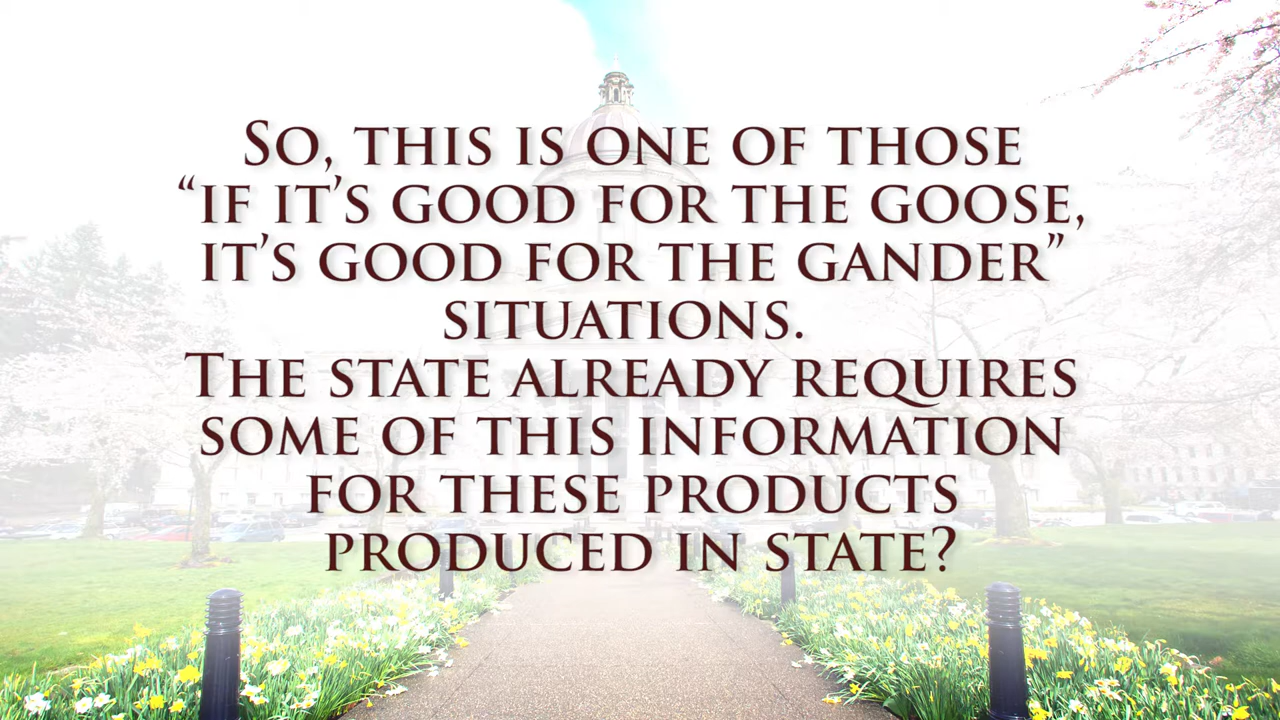 So, this is one of those
“if it’s good for the goose,
it’s good for the gander”
situations.
The state already requires
some of this information
for these products
produced in state?